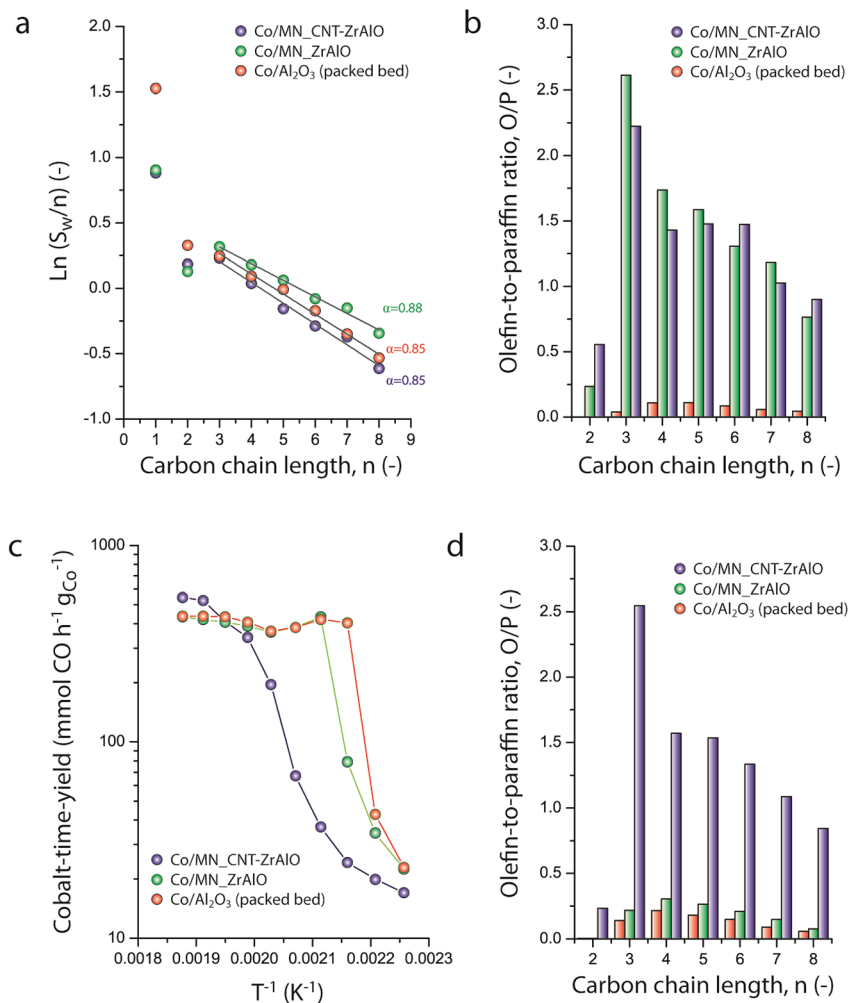 a
Co/MN_CNT-ZrAlO
Co/MN_ZrAlO
Co/Al₂O₃ (packed bed)
Ln (S_W/n) (-)
2.0
1.5
1.0
0.5
0.0
-0.5
-1.0
α=0.88
α=0.85
α=0.85
0 1 2 3 4 5 6 7 8 9
Carbon chain length, n (-)
b
Co/MN_CNT-ZrAlO
Co/MN_ZrAlO
Co/Al₂O₃ (packed bed)
Olefin-to-paraffin ratio, O/P (-)
3.0
2.5
2.0
1.5
1.0
0.5
0.0
2 3 4 5 6 7 8
Carbon chain length, n (-)
c
Cobalt-time-yield (mmol CO h⁻¹ g_Co⁻¹)
1000
100
10
Co/MN_CNT-ZrAlO
Co/MN_ZrAlO
Co/Al₂O₃ (packed bed)
0.0018 0.0019 0.0020 0.0021 0.0022 0.0023
T⁻¹ (K⁻¹)
d
Co/MN_CNT-ZrAlO
Co/MN_ZrAlO
Co/Al₂O₃ (packed bed)
Olefin-to-paraffin ratio, O/P (-)
3.0
2.5
2.0
1.5
1.0
0.5
0.0
2 3 4 5 6 7 8
Carbon chain length, n (-)